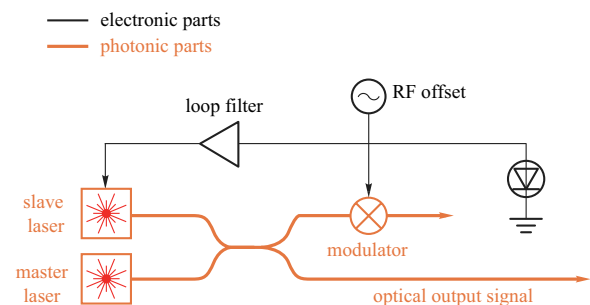 electronic parts
photonic parts
RF offset
loop filter
slave
laser
modulator
master
laser
optical output signal